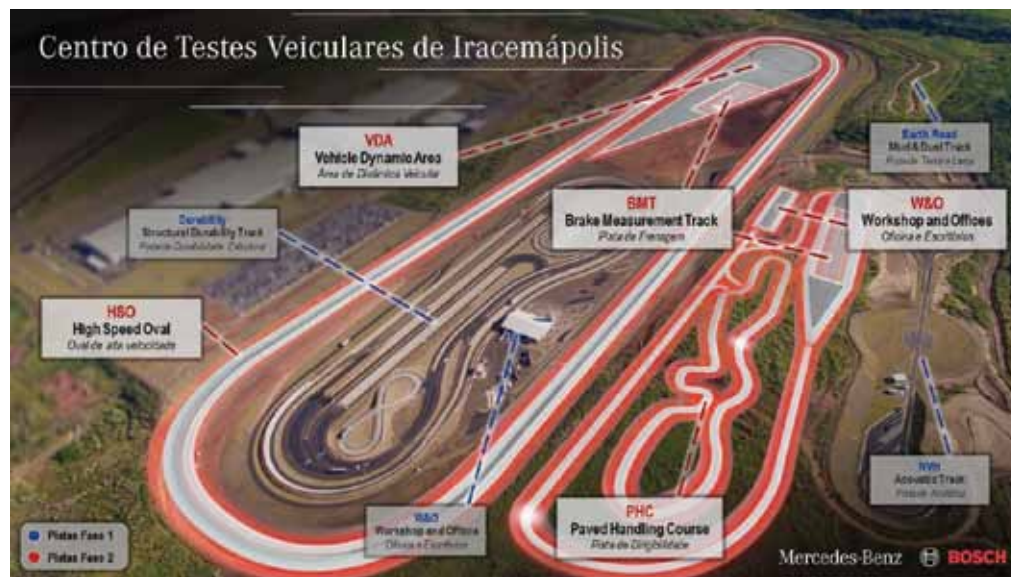 Centro de Testes Veiculares de Iracemápolis
VDA
Vehicle Dynamic Area
Área de Dinâmica Veicular
Earth Road
Mud & Dust Track
Durability
Structural Durability Track
BMT
Brake Measurement Track
Pista de Frenagem
W&O
Workshop and Offices
Oficina e Escritórios
HSO
High Speed Oval
Oval de alta velocidade
NVH
Acoustic Track
Pista de Acústica
W&O
Workshop and Offices
Oficina e Escritórios
PHC
Paved Handling Course
Pista de Dirigibilidade
Pistas Fase 1
Pistas Fase 2
Mercedes-Benz
BOSCH